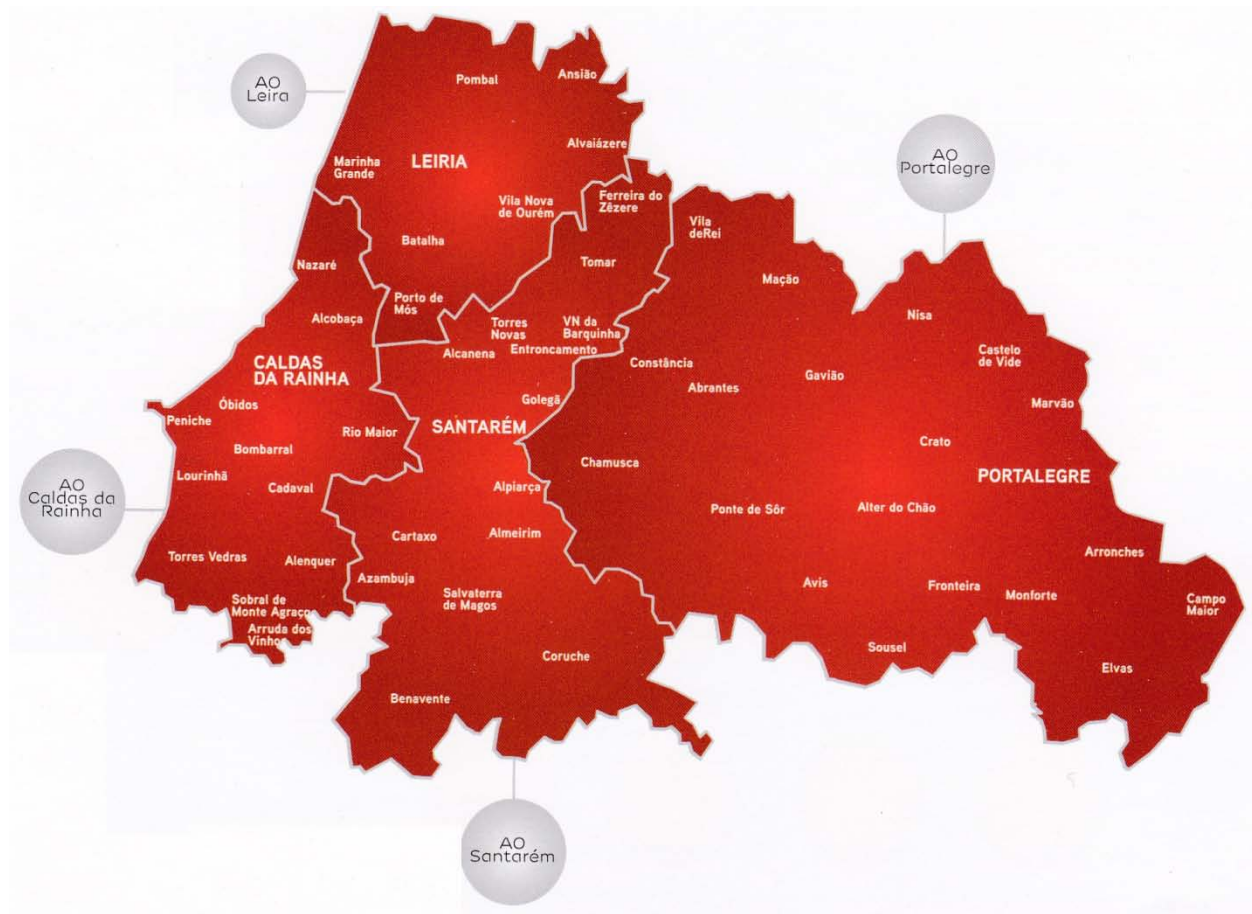 AO
Leira
Pombal
Ansião
Alvaiázere
LEIRIA
Marinha
Grande
Vila Nova
de Ourém
Batalha
Porto de
Mós
AO
Portalegre
Ferreira do
Zêzere
Tomar
VN da
Barquinha
Torres
Novas
Entroncamento
Alcanena
Golegã
SANTARÉM
Alpiarça
Almeirim
Cartaxo
Azambuja
Salvaterra
de Magos
Coruche
Benavente
Nazaré
Alcobaça
CALDAS
DA RAINHA
Óbidos
Peniche
Rio Maior
Bombarral
Lourinhã
Cadaval
Torres Vedras
Alenquer
Sobral de
Monte Agraço
Arruda dos
Vinhos
AO
Caldas da
Rainha
Vila
deRei
Mação
Nisa
Castelo
de Vide
Constância
Abrantes
Gavião
Marvão
Crato
Chamusca
PORTALEGRE
Ponte de Sôr
Alter do Chão
Arronches
Avis
Fronteira
Monforte
Campo
Maior
Sousel
Elvas
AO
Santarém